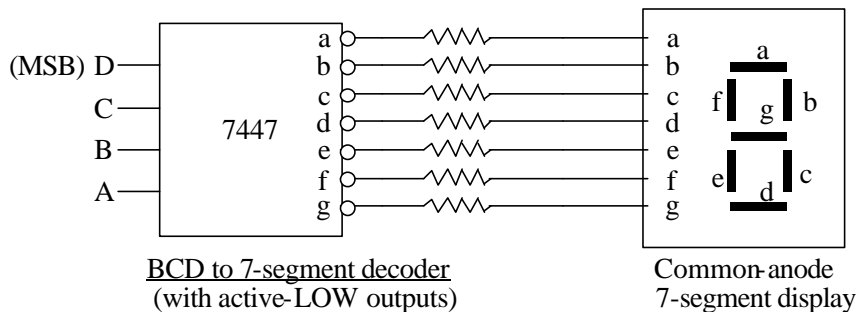 (MSB) D
C
B
A
7447
a
b
c
d
e
f
g
a
b
c
d
e
f
g
a
f
b
g
e
c
d
BCD to 7-segment decoder
(with active-LOW outputs)
Common-anode
7-segment display